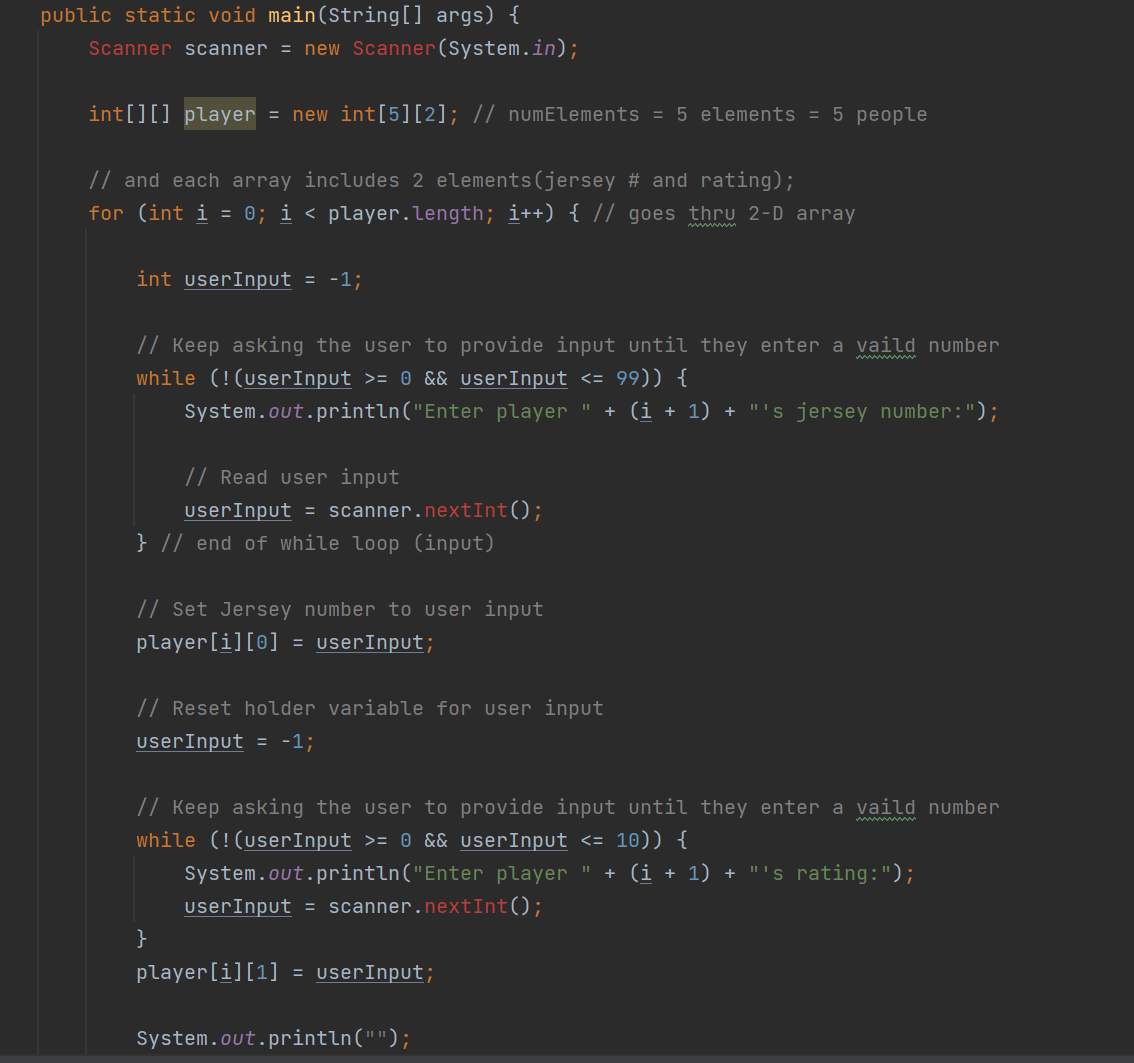 public static void main(String[] args) {
    Scanner scanner = new Scanner(System.in);
    int[][] player = new int[5][2]; // numElements = 5 elements = 5 people
    // and each array includes 2 elements(jersey # and rating);
    for (int i = 0; i < player.length; i++) { // goes thru 2-D array
        int userInput = -1;
        // Keep asking the user to provide input until they enter a vaild number
        while (!(userInput >= 0 && userInput <= 99)) {
            System.out.println("Enter player " + (i + 1) + "'s jersey number:");
            // Read user input
            userInput = scanner.nextInt();
        } // end of while loop (input)
        // Set Jersey number to user input
        player[i][0] = userInput;
        // Reset holder variable for user input
        userInput = -1;
        // Keep asking the user to provide input until they enter a vaild number
        while (!(userInput >= 0 && userInput <= 10)) {
            System.out.println("Enter player " + (i + 1) + "'s rating:");
            userInput = scanner.nextInt();
        }
        player[i][1] = userInput;
        System.out.println("");